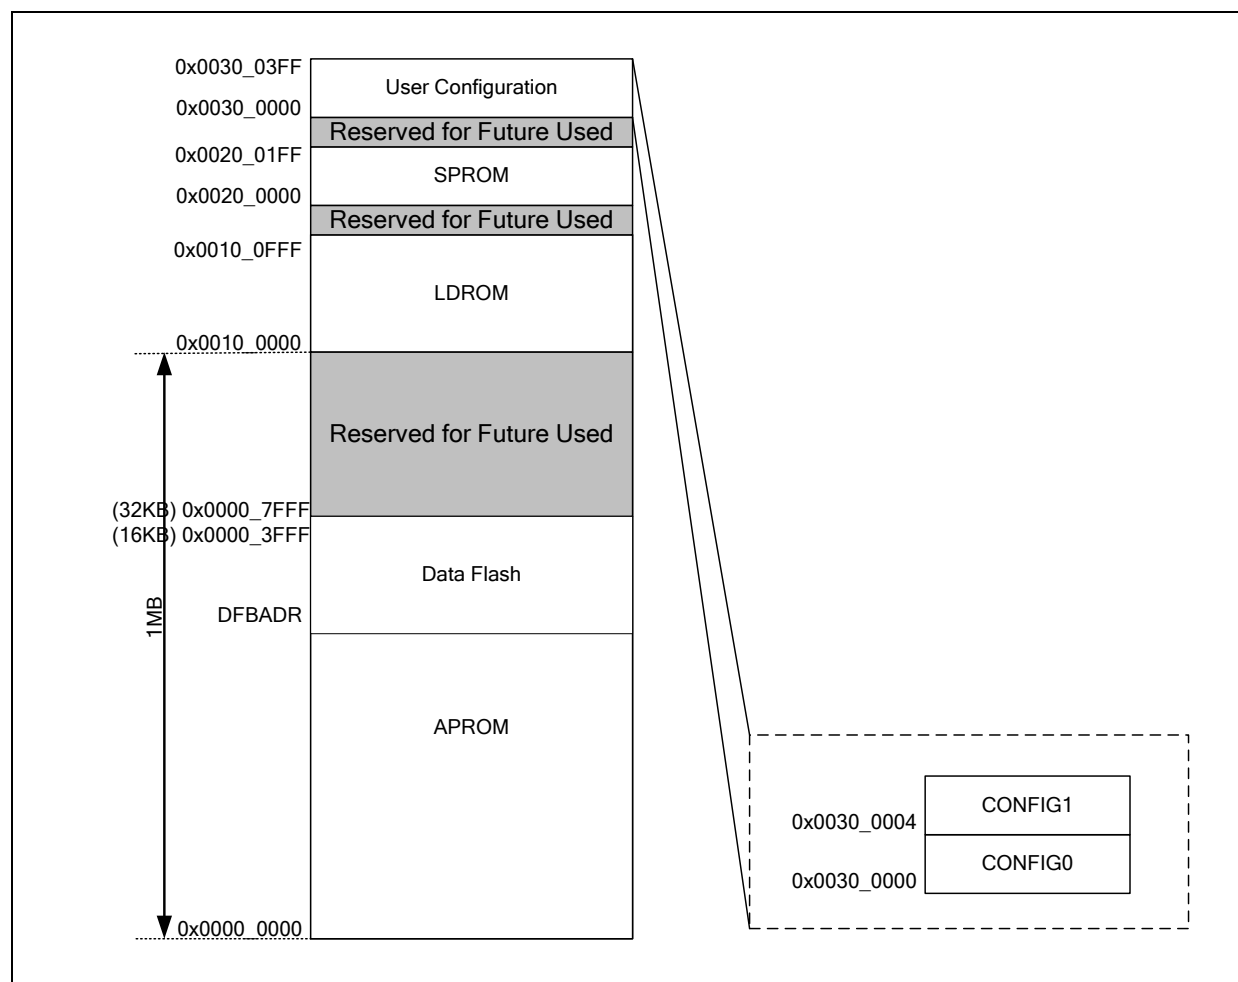 0x0030_03FF
User Configuration
0x0030_0000
Reserved for Future Used
0x0020_01FF
SPROM
0x0020_0000
Reserved for Future Used
0x0010_0FFF
LDROM
0x0010_0000
Reserved for Future Used
(32KB) 0x0000_7FFF
(16KB) 0x0000_3FFF
Data Flash
1MB
DFBADR
APROM
0x0000_0000
CONFIG1
0x0030_0004
CONFIG0
0x0030_0000